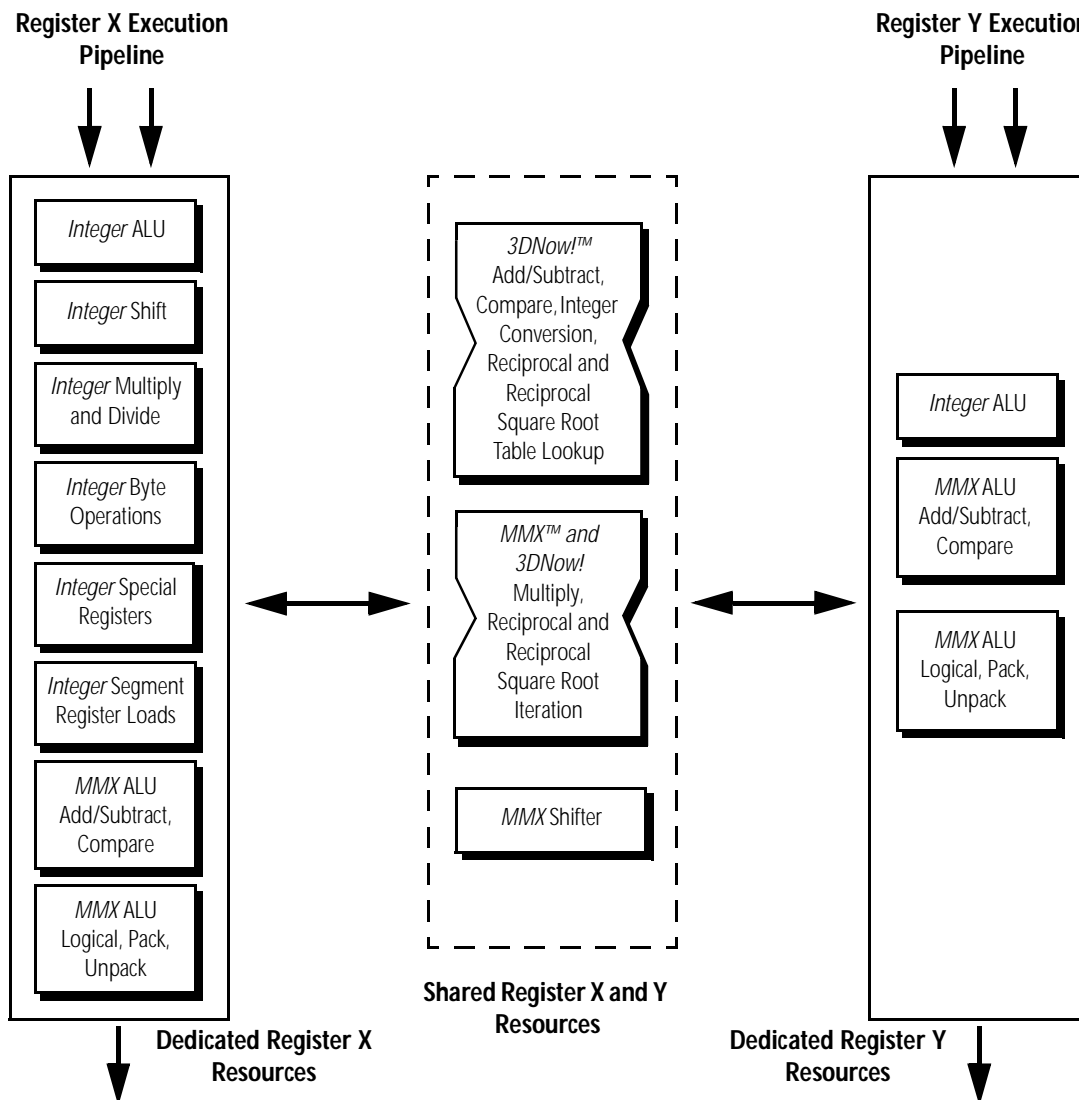 Register X Execution
Pipeline
Register Y Execution
Pipeline
Integer ALU
Integer Shift
Integer Multiply
and Divide
Integer Byte
Operations
Integer Special
Registers
Integer Segment
Register Loads
MMX ALU
Add/Subtract,
Compare
MMX ALU
Logical, Pack,
Unpack
3DNow!™
Add/Subtract,
Compare, Integer
Conversion,
Reciprocal and
Reciprocal
Square Root
Table Lookup
MMX™ and
3DNow!
Multiply,
Reciprocal and
Reciprocal
Square Root
Iteration
MMX Shifter
Integer ALU
MMX ALU
Add/Subtract,
Compare
MMX ALU
Logical, Pack,
Unpack
Shared Register X and Y
Resources
Dedicated Register X
Resources
Dedicated Register Y
Resources